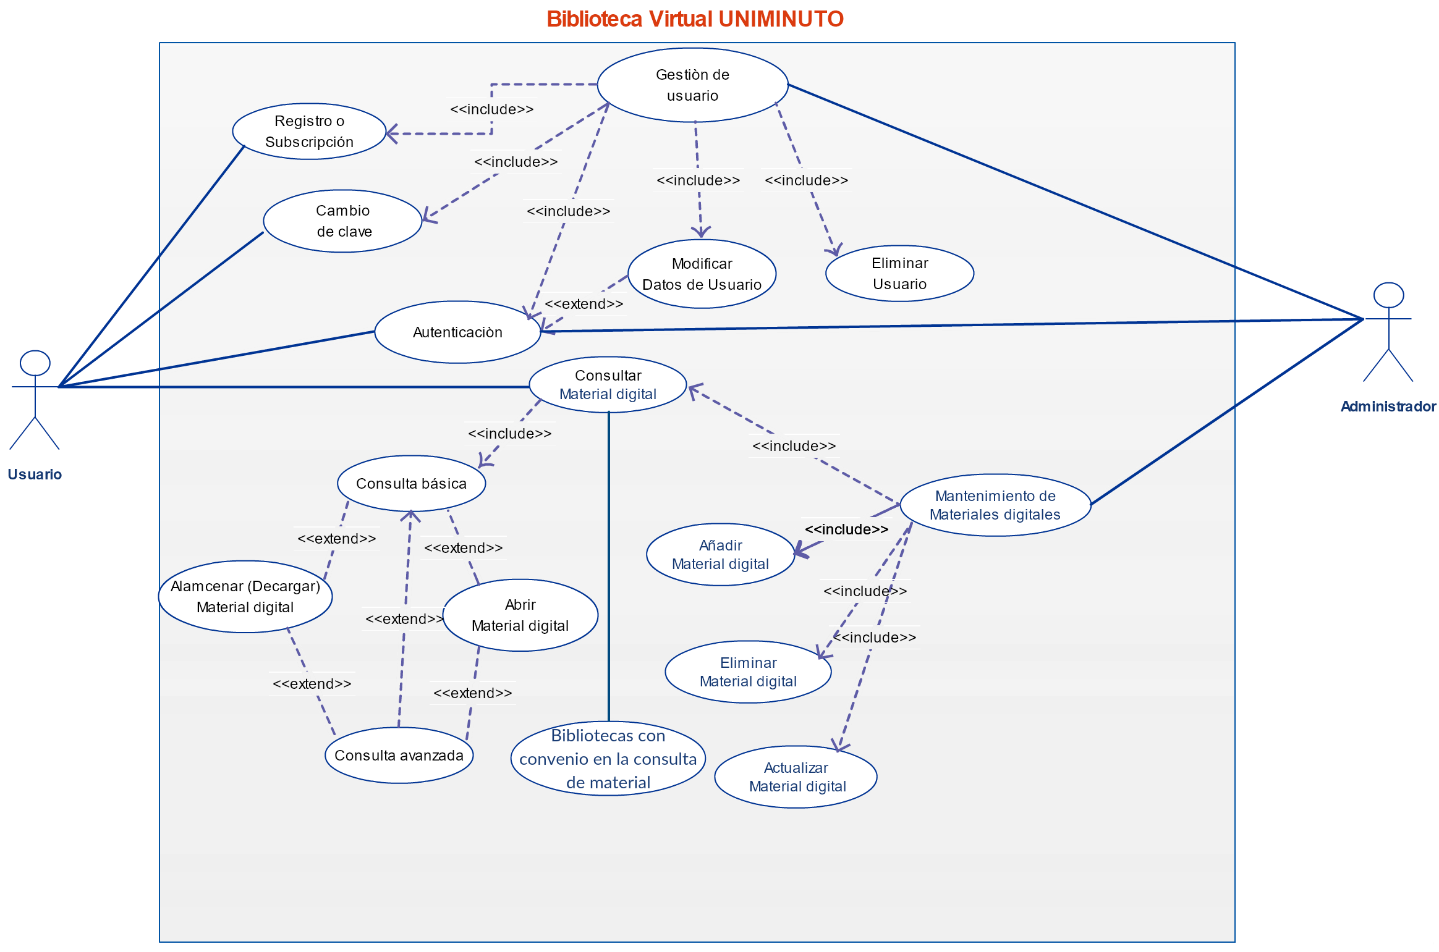 Biblioteca Virtual UNIMINUTO
Gestiòn de
usuario
<<include>>
Registro o
Subscripción
<<include>>
<<include>>
<<include>>
<<include>>
Cambio
de clave
Modificar
Datos de Usuario
Eliminar
Usuario
<<extend>>
Autenticaciòn
Administrador
Consultar
Material digital
<<include>>
<<include>>
Usuario
Consulta básica
Mantenimiento de
Materiales digitales
<<include>>
<<extend>>
<<extend>>
Añadir
Material digital
Alamcenar (Decargar)
Material digital
<<include>>
Abrir
Material digital
<<extend>>
<<include>>
Eliminar
Material digital
<<extend>>
<<extend>>
Consulta avanzada
Bibliotecas con
convenio en la consulta
de material
Actualizar
Material digital